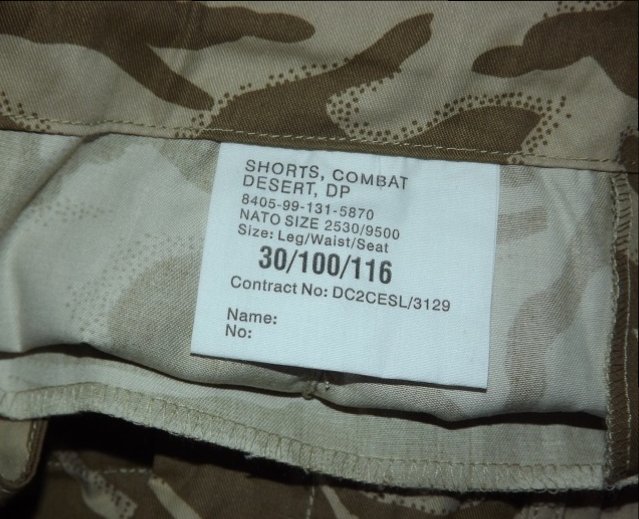 SHORTS, COMBAT
DESERT, DP
8405-99-131-5870
NATO SIZE 2530/9500
Size: Leg/Waist/Seat
30/100/116
Contract No: DC2CESL/3129
Name:
No: